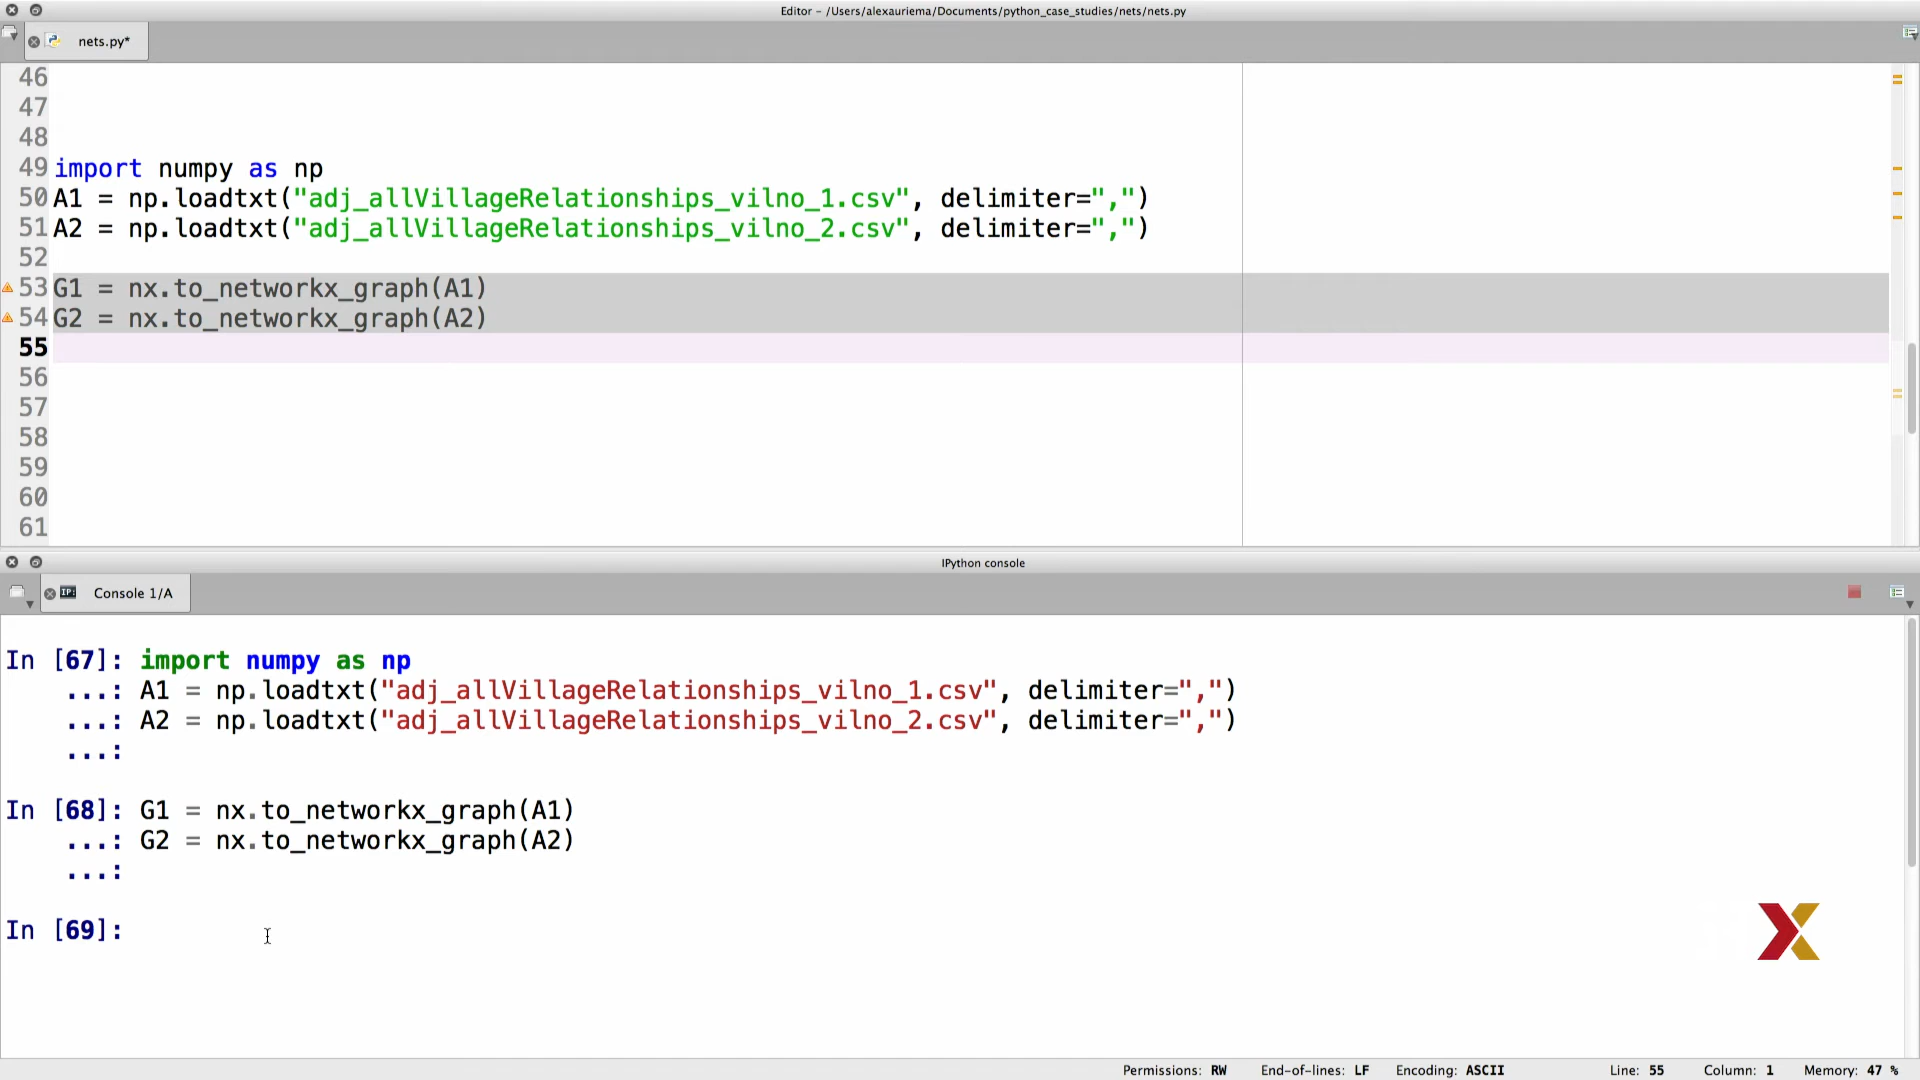 Editor – /Users/alexauriema/Documents/python_case_studies/nets/nets.py
nets.py*
46
47
48
49 import numpy as np
50 A1 = np.loadtxt("adj_allVillageRelationships_vilno_1.csv", delimiter=",")
51 A2 = np.loadtxt("adj_allVillageRelationships_vilno_2.csv", delimiter=",")
52
53 G1 = nx.to_networkx_graph(A1)
54 G2 = nx.to_networkx_graph(A2)
55
56
57
58
59
60
61
IPython console
IP: Console 1/A
In [67]: import numpy as np
...: A1 = np.loadtxt("adj_allVillageRelationships_vilno_1.csv", delimiter=",")
...: A2 = np.loadtxt("adj_allVillageRelationships_vilno_2.csv", delimiter=",")
...:
In [68]: G1 = nx.to_networkx_graph(A1)
...: G2 = nx.to_networkx_graph(A2)
...:
In [69]:
Permissions: RW End-of-lines: LF Encoding: ASCII Line: 55 Column: 1 Memory: 47 %